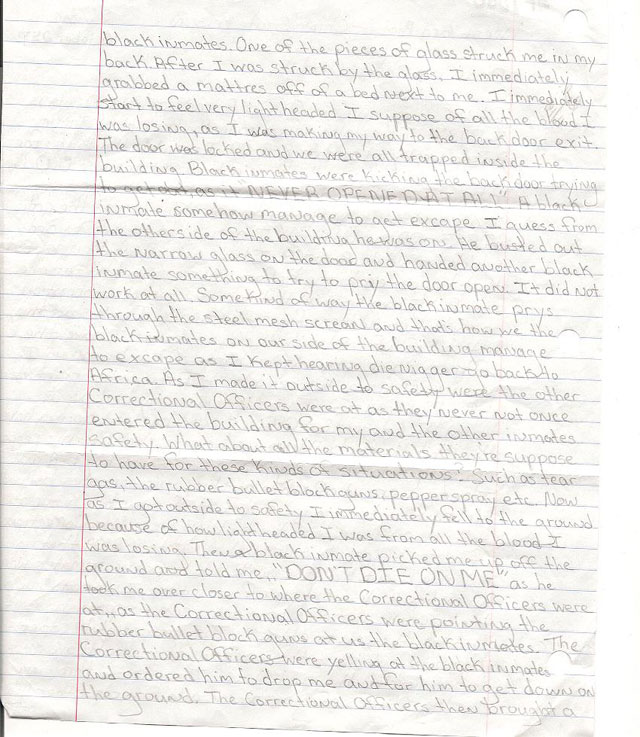 black inmates. One of the pieces of glass struck me in my
back. After I was struck by the glass. I immediately
grabbed a mattres off of a bed next to me. I immediately
start to feel very lightheaded I suppose of all the blood I
was losing, as I was making my way to the back door exit.
The door was locked and we were all trapped inside the
building. Black inmates were kicking the back door trying
to get out, as it "NEVER OPENED AT ALL" A black
inmate somehow manage to get excape. I guess from
the otherside of the building he was on. He busted out
the narrow glass on the door and handed another black
inmate something to try to pry the door open. It did not
work at all. Some kind of way the black inmate prys
through the steel mesh screan and that's how we the
black inmates on our side of the building manage
to excape as I kept hearing die nigger go back to
Africa. As I made it outside to safety were the other
Correctional Officers were at as they never not once
entered the building for my and the other inmates
safety. What about all the materials they're suppose
to have for these kinds of situations? Such as tear
gas, the rubber bullet block guns, pepper spray etc. Now
as I got outside to safety I immediately fell to the ground
because of how lightheaded I was from all the blood I
was losing. Then a black inmate picked me up off the
ground and told me, "DON'T DIE ON ME" as he
took me over closer to where the Correctional Officers were
at, as the Correctional Officers were pointing the
rubber bullet block guns at us the black inmates. The
Correctional Officers were yelling at the black inmates
and ordered him to drop me and for him to get down on
the ground. The Correctional Officers then brought a